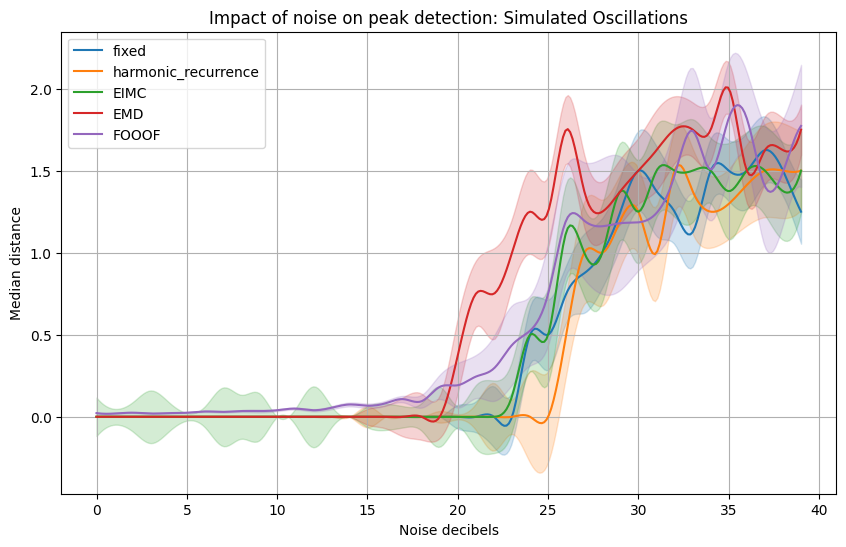 Impact of noise on peak detection: Simulated Oscillations
fixed
harmonic_recurrence
EIMC
EMD
FOOOF
Median distance
2.0
1.5
1.0
0.5
0.0
0 5 10 15 20 25 30 35 40
Noise decibels